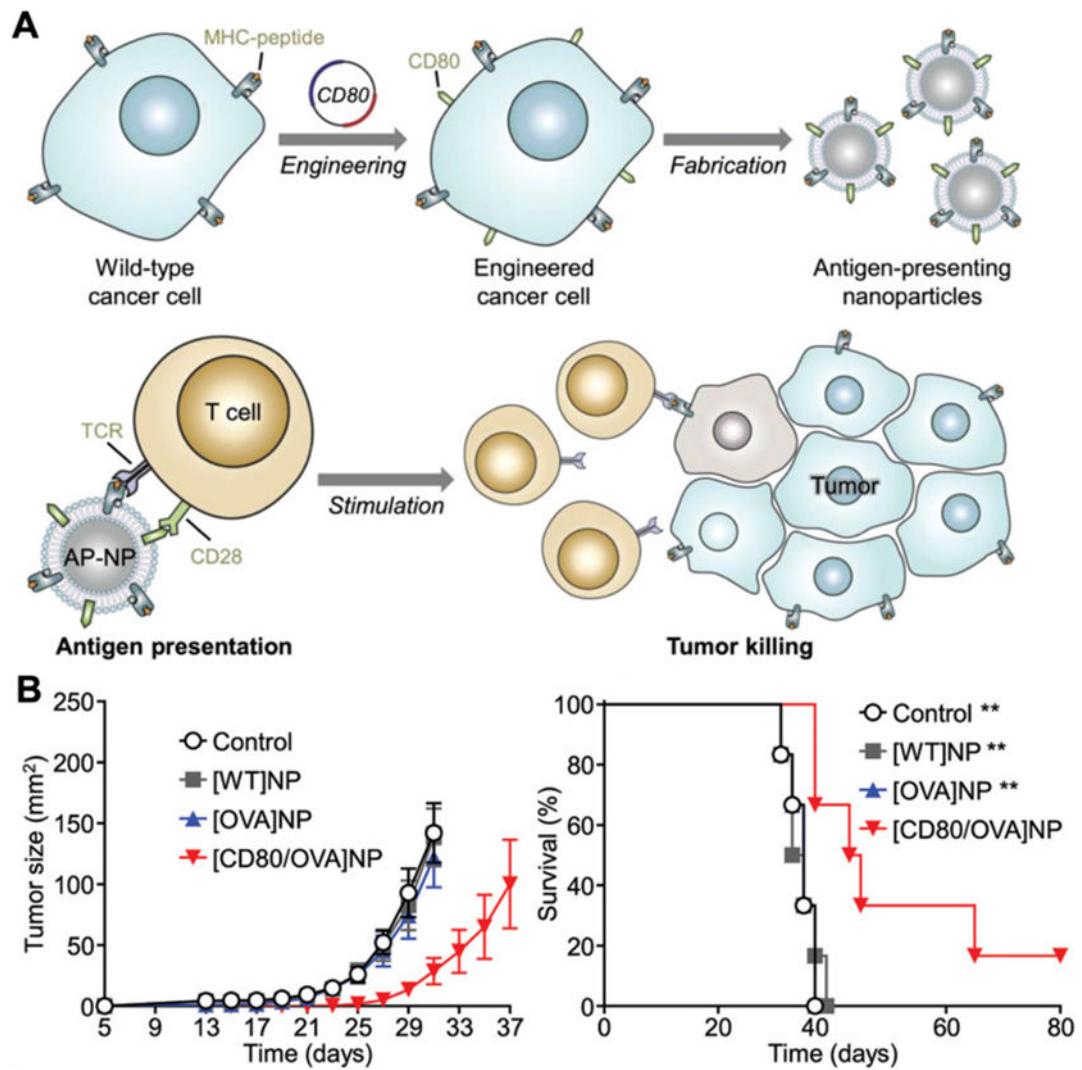 A
MHC-peptide
CD80
CD80
Engineering
Fabrication
Wild-type
cancer cell
Engineered
cancer cell
Antigen-presenting
nanoparticles
T cell
TCR
Stimulation
Tumor
AP-NP
CD28
Antigen presentation
Tumor killing
B
Tumor size (mm²)
250
200
150
100
50
0
Control
[WT]NP
[OVA]NP
[CD80/OVA]NP
5 9 13 17 21 25 29 33 37
Time (days)
Survival (%)
100
80
60
40
20
0
Control **
[WT]NP **
[OVA]NP **
[CD80/OVA]NP
0 20 40 60 80
Time (days)